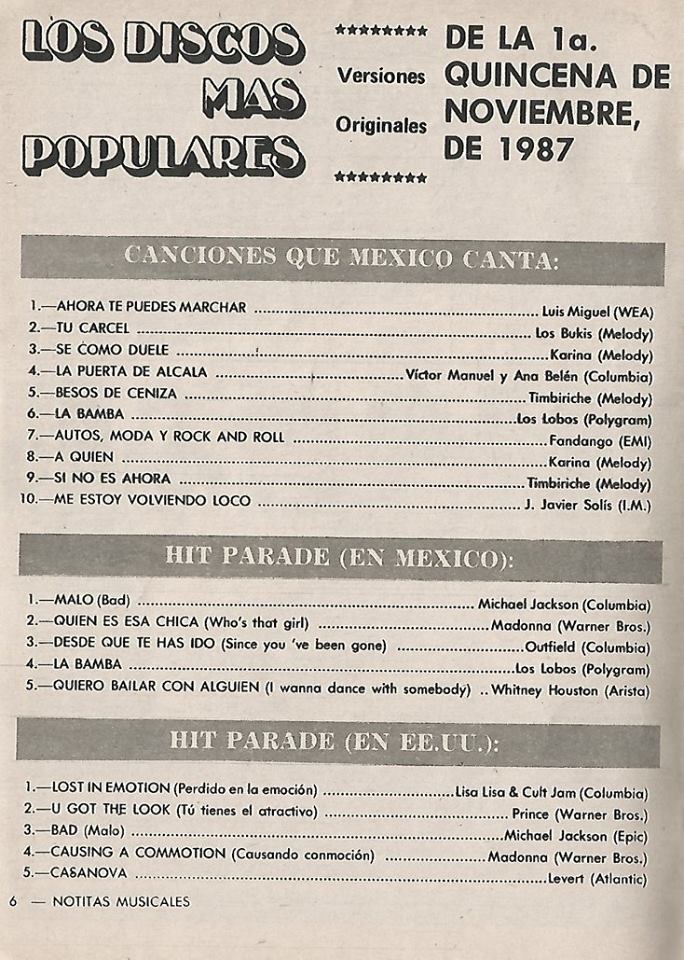 LOS DISCOS
MAS
POPULARES
Versiones
Originales
DE LA 1a.
QUINCENA DE
NOVIEMBRE,
DE 1987
CANCIONES QUE MEXICO CANTA:
1.—AHORA TE PUEDES MARCHAR ........ Luis Miguel (WEA)
2.—TU CARCEL ........ Los Bukis (Melody)
3.—SE COMO DUELE ........ Karina (Melody)
4.—LA PUERTA DE ALCALA ........ Víctor Manuel y Ana Belén (Columbia)
5.—BESOS DE CENIZA ........ Timbiriche (Melody)
6.—LA BAMBA ........ Los Lobos (Polygram)
7.—AUTOS, MODA Y ROCK AND ROLL ........ Fandango (EMI)
8.—A QUIEN ........ Karina (Melody)
9.—SI NO ES AHORA ........ Timbiriche (Melody)
10.—ME ESTOY VOLVIENDO LOCO ........ J. Javier Solís (I.M.)
HIT PARADE (EN MEXICO):
1.—MALO (Bad) ........ Michael Jackson (Columbia)
2.—QUIEN ES ESA CHICA (Who's that girl) ........ Madonna (Warner Bros.)
3.—DESDE QUE TE HAS IDO (Since you 've been gone) ........ Outfield (Columbia)
4.—LA BAMBA ........ Los Lobos (Polygram)
5.—QUIERO BAILAR CON ALGUIEN (I wanna dance with somebody) .. Whitney Houston (Arista)
HIT PARADE (EN EE.UU.):
1.—LOST IN EMOTION (Perdido en la emoción) ........ Lisa Lisa & Cult Jam (Columbia)
2.—U GOT THE LOOK (Tú tienes el atractivo) ........ Prince (Warner Bros.)
3.—BAD (Malo) ........ Michael Jackson (Epic)
4.—CAUSING A COMMOTION (Causando conmoción) ........ Madonna (Warner Bros.)
5.—CASANOVA ........ Levert (Atlantic)
6 — NOTITAS MUSICALES